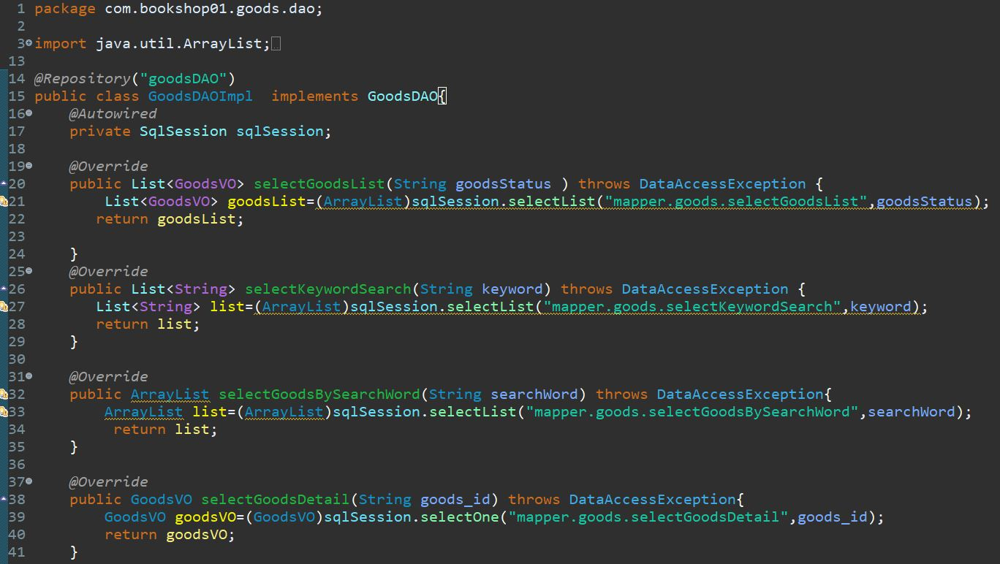 1 package com.bookshop01.goods.dao;
2
3 import java.util.ArrayList;
13
14 @Repository("goodsDAO")
15 public class GoodsDAOImpl  implements GoodsDAO{
16     @Autowired
17     private SqlSession sqlSession;
18
19     @Override
20     public List<GoodsVO> selectGoodsList(String goodsStatus ) throws DataAccessException {
21         List<GoodsVO> goodsList=(ArrayList)sqlSession.selectList("mapper.goods.selectGoodsList",goodsStatus);
22        return goodsList;
23
24     }
25     @Override
26     public List<String> selectKeywordSearch(String keyword) throws DataAccessException {
27        List<String> list=(ArrayList)sqlSession.selectList("mapper.goods.selectKeywordSearch",keyword);
28        return list;
29     }
30
31     @Override
32     public ArrayList selectGoodsBySearchWord(String searchWord) throws DataAccessException{
33         ArrayList list=(ArrayList)sqlSession.selectList("mapper.goods.selectGoodsBySearchWord",searchWord);
34          return list;
35     }
36
37     @Override
38     public GoodsVO selectGoodsDetail(String goods_id) throws DataAccessException{
39         GoodsVO goodsVO=(GoodsVO)sqlSession.selectOne("mapper.goods.selectGoodsDetail",goods_id);
40         return goodsVO;
41     }